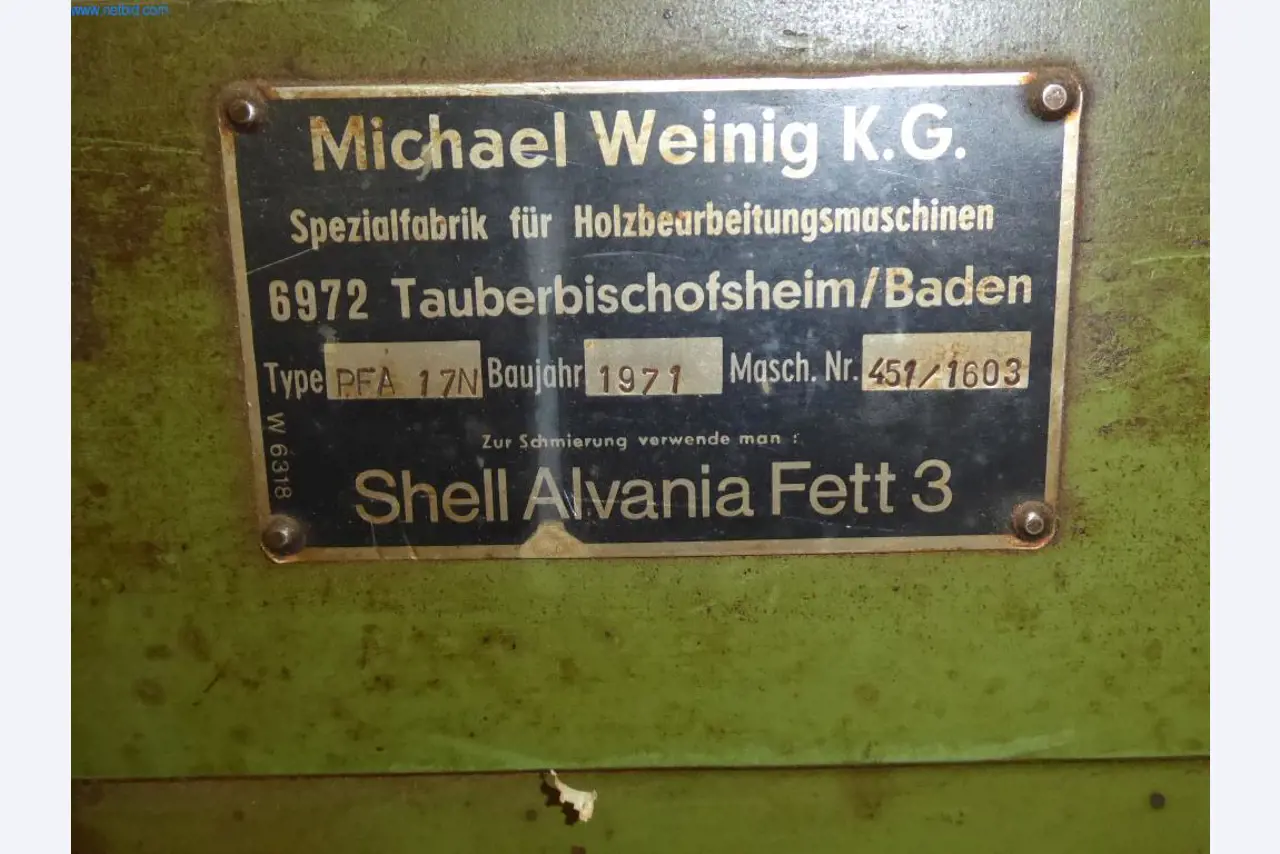 www.netbid.com
Michael Weinig K.G.
Spezialfabrik für Holzbearbeitungsmaschinen
6972 Tauberbischofsheim/Baden
Type PFA 17N Baujahr 1971 Masch. Nr. 451/1603
Zur Schmierung verwende man :
Shell Alvania Fett 3
W 6318